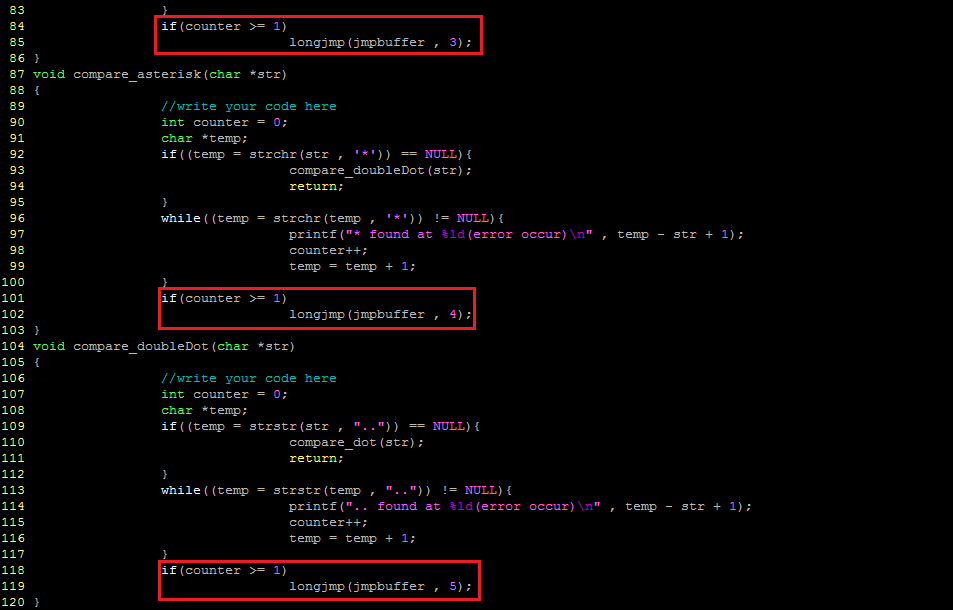 83 }
84 if(counter >= 1)
85 longjmp(jmpbuffer , 3);
86 }
87 void compare_asterisk(char *str)
88 {
89 //write your code here
90 int counter = 0;
91 char *temp;
92 if((temp = strchr(str , '*')) == NULL){
93 compare_doubleDot(str);
94 return;
95 }
96 while((temp = strchr(temp , '*')) != NULL){
97 printf("* found at %ld(error occur)\n" , temp - str + 1);
98 counter++;
99 temp = temp + 1;
100 }
101 if(counter >= 1)
102 longjmp(jmpbuffer , 4);
103 }
104 void compare_doubleDot(char *str)
105 {
106 //write your code here
107 int counter = 0;
108 char *temp;
109 if((temp = strstr(str , "..")) == NULL){
110 compare_dot(str);
111 return;
112 }
113 while((temp = strstr(temp , "..")) != NULL){
114 printf(".. found at %ld(error occur)\n" , temp - str + 1);
115 counter++;
116 temp = temp + 1;
117 }
118 if(counter >= 1)
119 longjmp(jmpbuffer , 5);
120 }